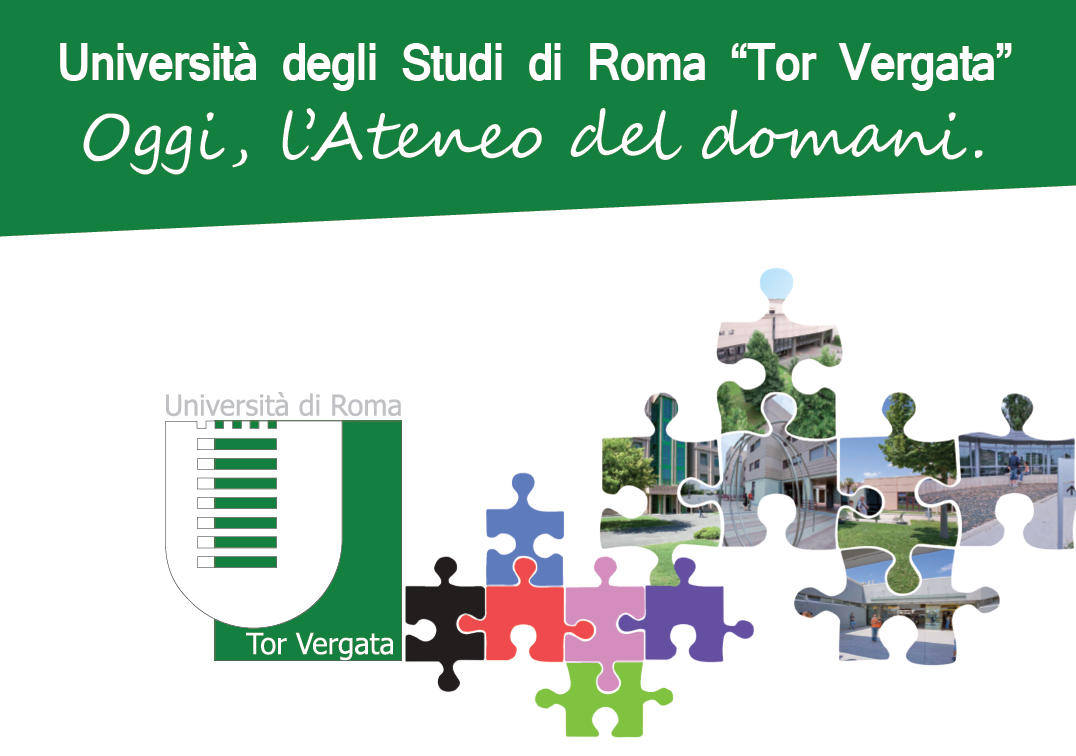 Università degli Studi di Roma “Tor Vergata”
Oggi, l’Ateneo del domani.
Università di Roma
Tor Vergata